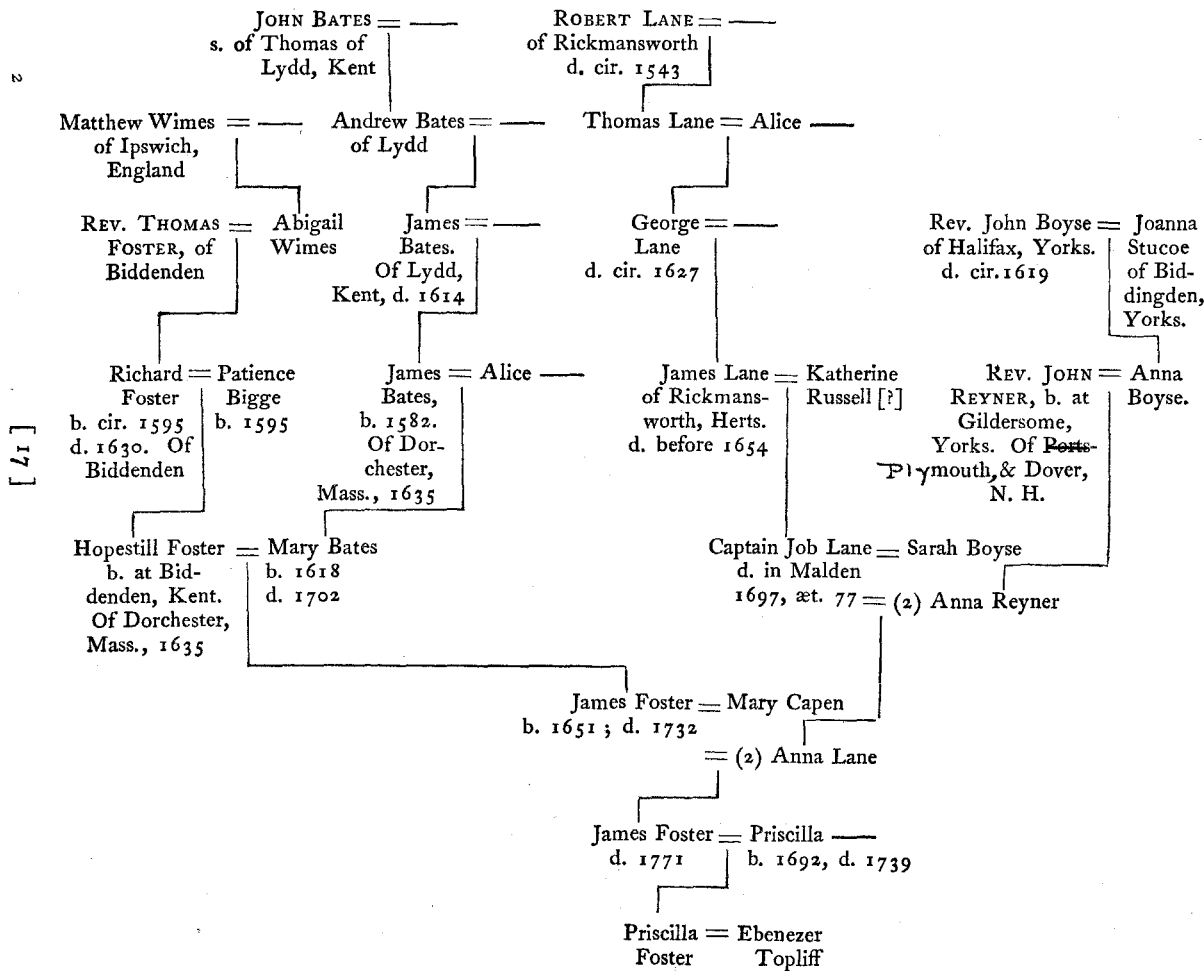 JOHN BATES = —
s. of Thomas of
Lydd, Kent
ROBERT LANE = —
of Rickmansworth
d. cir. 1543
2
Matthew Wimes = —
of Ipswich,
England
Andrew Bates = —
of Lydd
Thomas Lane = Alice —
REV. THOMAS = Abigail
FOSTER, of Wimes
Biddenden
James = —
Bates.
Of Lydd,
Kent, d. 1614
George = —
Lane
d. cir. 1627
Rev. John Boyse = Joanna
of Halifax, Yorks. Stucoe
d. cir. 1619 of Bid-
dingden,
Yorks.
Richard = Patience
Foster Bigge
b. cir. 1595 b. 1595
d. 1630. Of
Biddenden
James = Alice —
Bates,
b. 1582.
Of Dor-
chester,
Mass., 1635
James Lane = Katherine
of Rickmans- Russell [?]
worth, Herts.
d. before 1654
REV. JOHN = Anna
REYNER, b. at Boyse.
Gildersome,
Yorks. Of Ports-
Plymouth, & Dover,
N. H.
[ 17 ]
Hopestill Foster = Mary Bates
b. at Bid- b. 1618
denden, Kent. d. 1702
Of Dorchester,
Mass., 1635
Captain Job Lane = Sarah Boyse
d. in Malden
1697, æt. 77 = (2) Anna Reyner
James Foster = Mary Capen
b. 1651 ; d. 1732
= (2) Anna Lane
James Foster = Priscilla —
d. 1771 b. 1692, d. 1739
Priscilla = Ebenezer
Foster Topliff